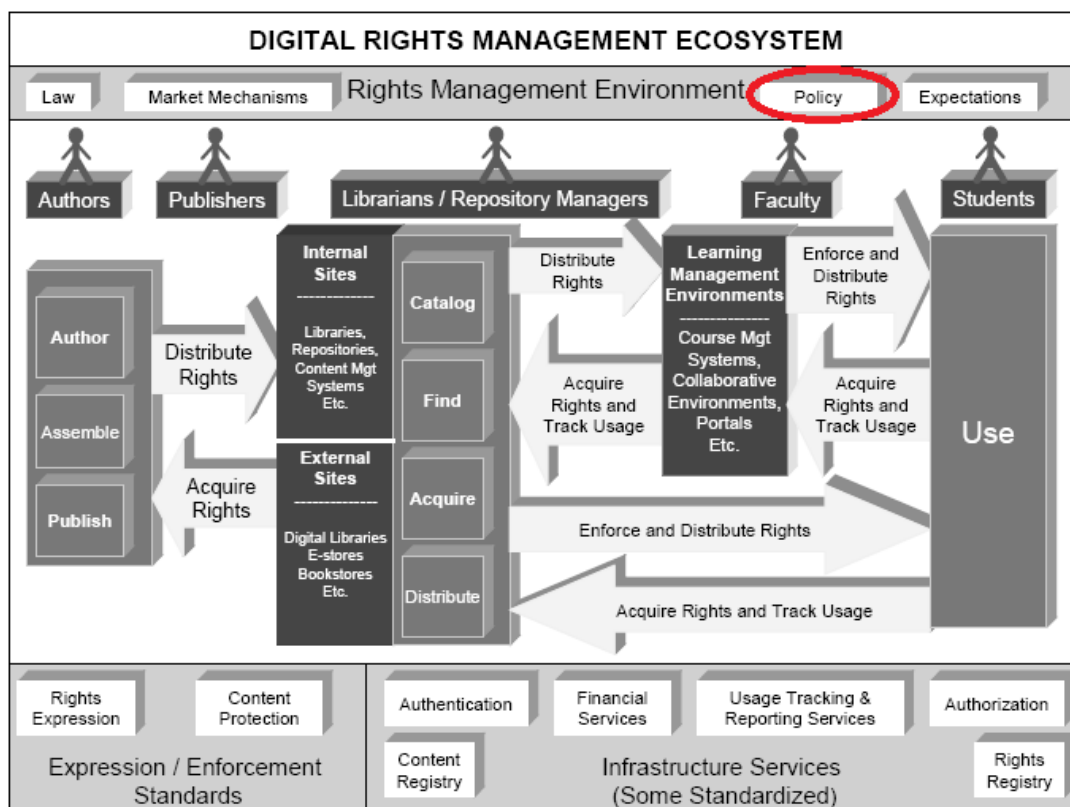 DIGITAL RIGHTS MANAGEMENT ECOSYSTEM
Law
Market Mechanisms
Rights Management Environment
Policy
Expectations
Authors
Publishers
Librarians / Repository Managers
Faculty
Students
Author
Assemble
Publish
Distribute
Rights
Acquire
Rights
Internal
Sites
-------------
Libraries,
Repositories,
Content Mgt
Systems
Etc.
External
Sites
--------------
Digital Libraries
E-stores
Bookstores
Etc.
Catalog
Find
Acquire
Distribute
Distribute
Rights
Acquire
Rights and
Track Usage
Learning
Management
Environments
---------------
Course Mgt
Systems,
Collaborative
Environments,
Portals
Etc.
Enforce and
Distribute
Rights
Acquire
Rights and
Track Usage
Enforce and Distribute Rights
Acquire Rights and Track Usage
Use
Rights
Expression
Content
Protection
Expression / Enforcement
Standards
Authentication
Financial
Services
Usage Tracking &
Reporting Services
Authorization
Content
Registry
Infrastructure Services
(Some Standardized)
Rights
Registry